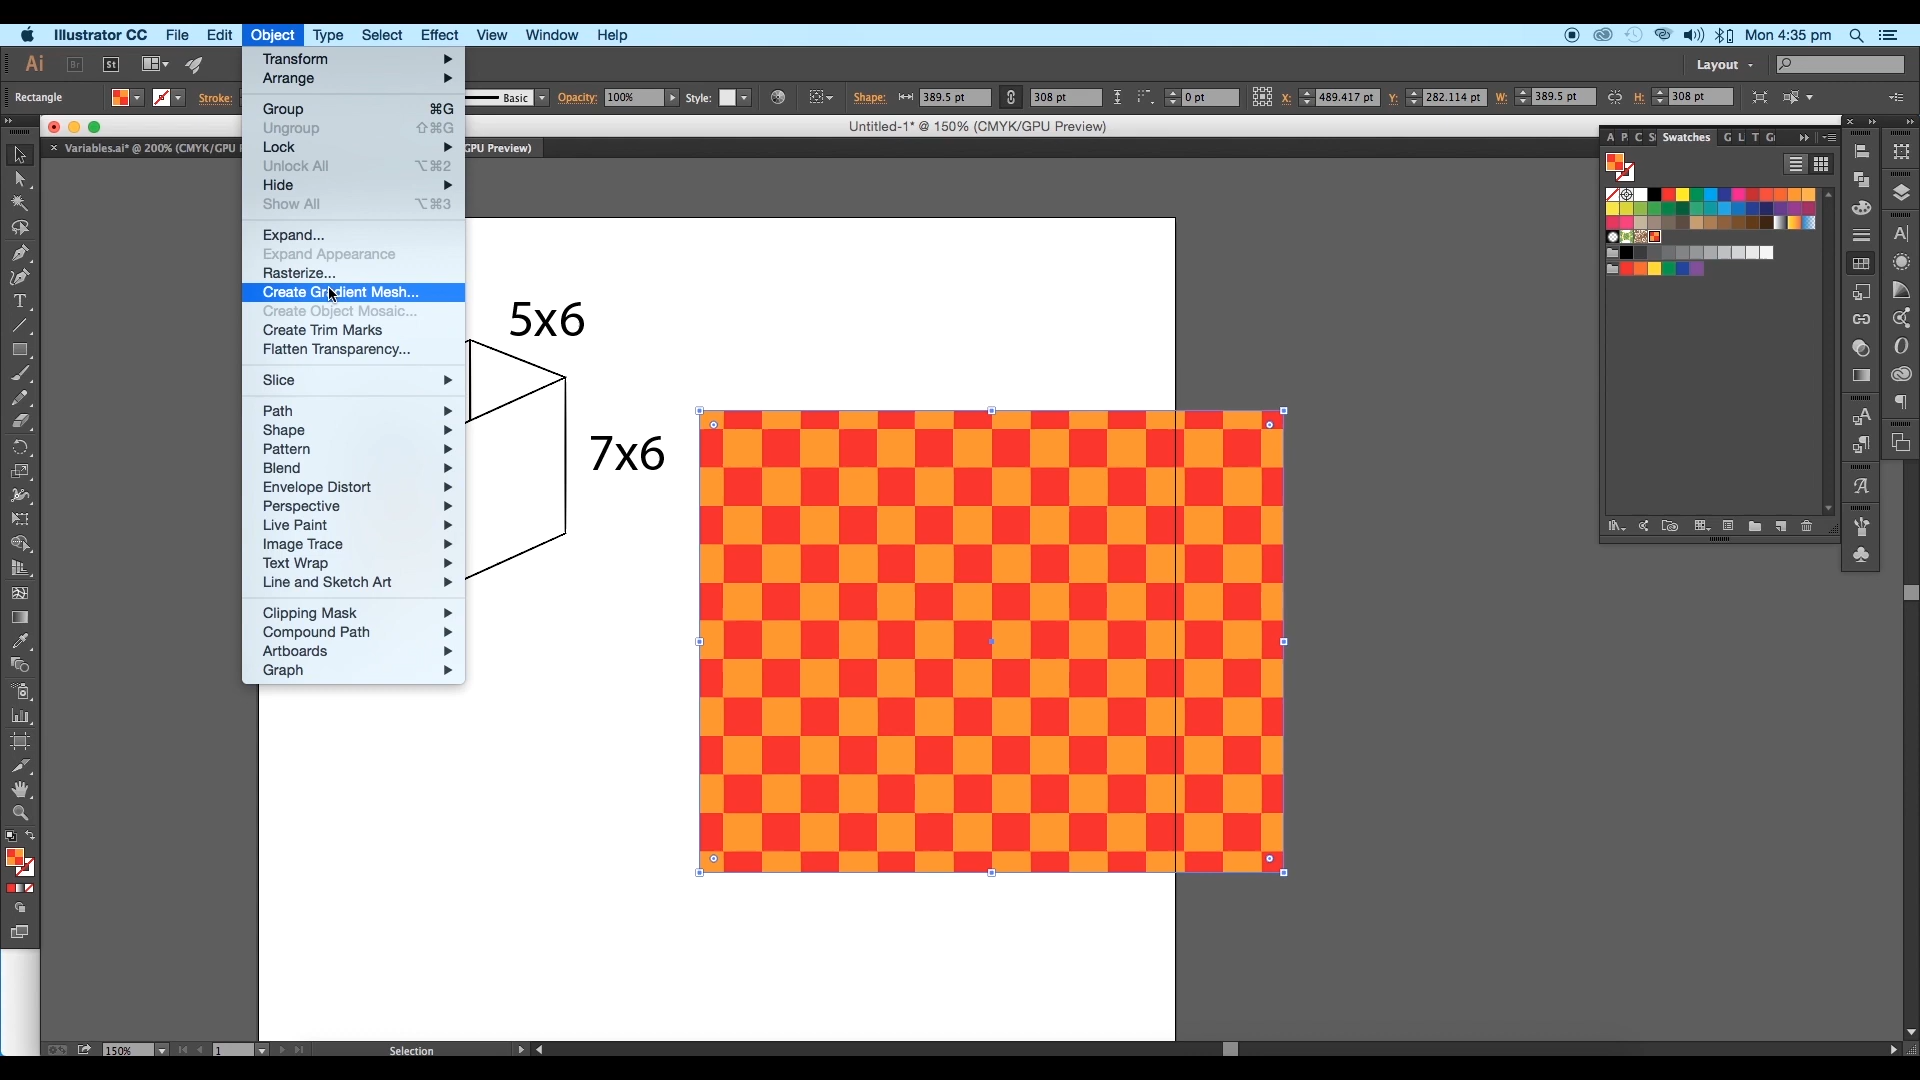 Illustrator CC File Edit Object Type Select Effect View Window Help Mon 4:35 pm
Ai Br St Layout
Rectangle Stroke: Basic Opacity: 100% Style: Shape: 389.5 pt 308 pt 0 pt X: 489.417 pt Y: 282.114 pt W: 389.5 pt H: 308 pt
Untitled-1* @ 150% (CMYK/GPU Preview)
× Variables.ai* @ 200% (CMYK/GPU GPU Preview)
Transform
Arrange
Group ⌘G
Ungroup ⇧⌘G
Lock
Unlock All ⌥⌘2
Hide
Show All ⌥⌘3
Expand...
Expand Appearance
Rasterize...
Create Gradient Mesh...
Create Object Mosaic...
Create Trim Marks
Flatten Transparency...
Slice
Path
Shape
Pattern
Blend
Envelope Distort
Perspective
Live Paint
Image Trace
Text Wrap
Line and Sketch Art
Clipping Mask
Compound Path
Artboards
Graph
5x6
7x6
A P C S Swatches G L T G
150% 1 Selection